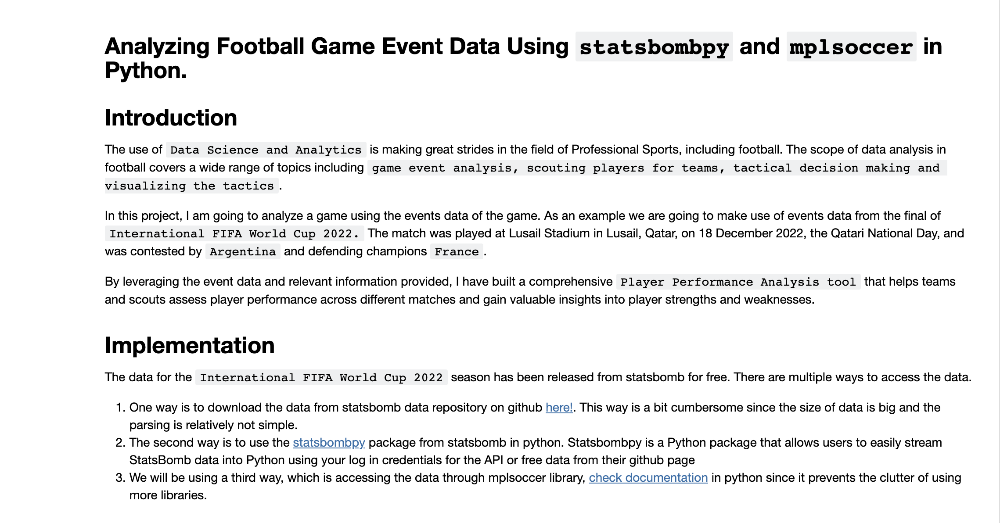 Analyzing Football Game Event Data Using statsbombpy and mplsoccer in
Python.
Introduction
The use of Data Science and Analytics is making great strides in the field of Professional Sports, including football. The scope of data analysis in
football covers a wide range of topics including game event analysis, scouting players for teams, tactical decision making and
visualizing the tactics.
In this project, I am going to analyze a game using the events data of the game. As an example we are going to make use of events data from the final of
International FIFA World Cup 2022. The match was played at Lusail Stadium in Lusail, Qatar, on 18 December 2022, the Qatari National Day, and
was contested by Argentina and defending champions France.
By leveraging the event data and relevant information provided, I have built a comprehensive Player Performance Analysis tool that helps teams
and scouts assess player performance across different matches and gain valuable insights into player strengths and weaknesses.
Implementation
The data for the International FIFA World Cup 2022 season has been released from statsbomb for free. There are multiple ways to access the data.
1. One way is to download the data from statsbomb data repository on github here!. This way is a bit cumbersome since the size of data is big and the
parsing is relatively not simple.
2. The second way is to use the statsbombpy package from statsbomb in python. Statsbombpy is a Python package that allows users to easily stream
StatsBomb data into Python using your log in credentials for the API or free data from their github page
3. We will be using a third way, which is accessing the data through mplsoccer library, check documentation in python since it prevents the clutter of using
more libraries.